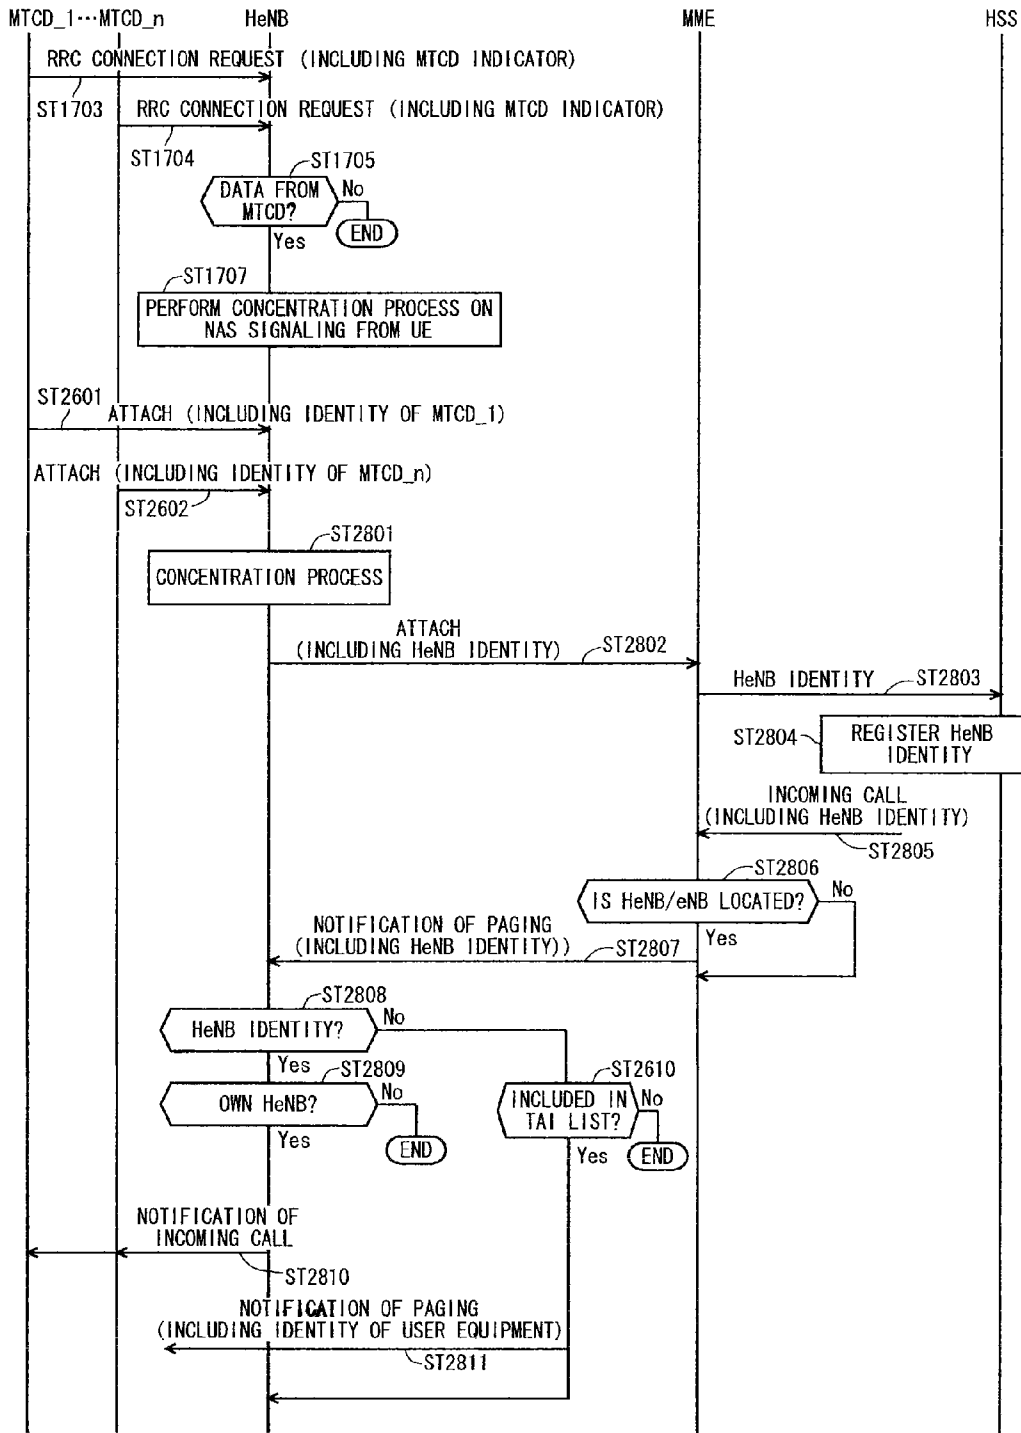 MTCD_1···MTCD_n HeNB MME HSS
RRC CONNECTION REQUEST (INCLUDING MTCD INDICATOR)
ST1703
RRC CONNECTION REQUEST (INCLUDING MTCD INDICATOR)
ST1704
ST1705
DATA FROM
MTCD?
No
END
Yes
ST1707
PERFORM CONCENTRATION PROCESS ON
NAS SIGNALING FROM UE
ST2601
ATTACH (INCLUDING IDENTITY OF MTCD_1)
ATTACH (INCLUDING IDENTITY OF MTCD_n)
ST2602
ST2801
CONCENTRATION PROCESS
ATTACH
(INCLUDING HeNB IDENTITY)
ST2802
HeNB IDENTITY
ST2803
ST2804
REGISTER HeNB
IDENTITY
INCOMING CALL
(INCLUDING HeNB IDENTITY)
ST2805
ST2806
IS HeNB/eNB LOCATED?
No
Yes
NOTIFICATION OF PAGING
(INCLUDING HeNB IDENTITY))
ST2807
ST2808
HeNB IDENTITY?
No
Yes
ST2809
OWN HeNB?
No
END
Yes
ST2610
INCLUDED IN
TAI LIST?
No
END
Yes
NOTIFICATION OF
INCOMING CALL
ST2810
NOTIFICATION OF PAGING
(INCLUDING IDENTITY OF USER EQUIPMENT)
ST2811